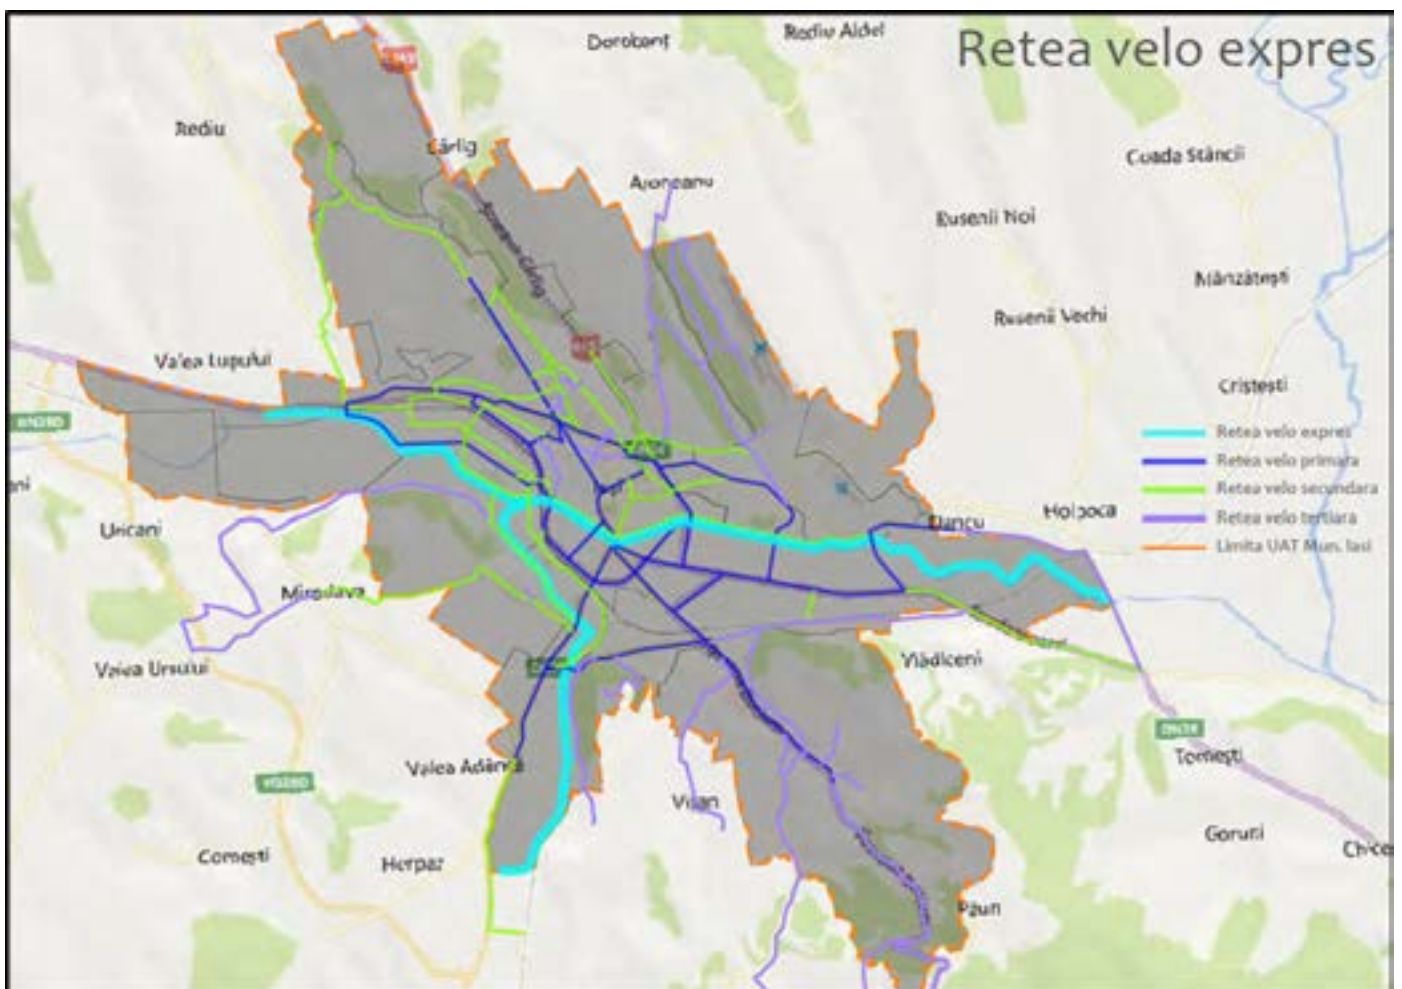 Retea velo expres
Dorobanț
Rediu Aldei
Rediu
Cârlig
Aroneanu
Coada Stâncii
Rusenii Noi
Mânzătești
Rusenii Vechi
Valea Lupului
Cristești
Retea velo expres
Retea velo primara
Retea velo secundara
Retea velo tertiara
Limita UAT Mun. Iasi
Uricani
Dancu
Holboca
Miroslava
Valea Ursului
Vlădiceni
Tomești
Valea Adâncă
Vișan
Cornești
Horpaz
Goruni
Păun